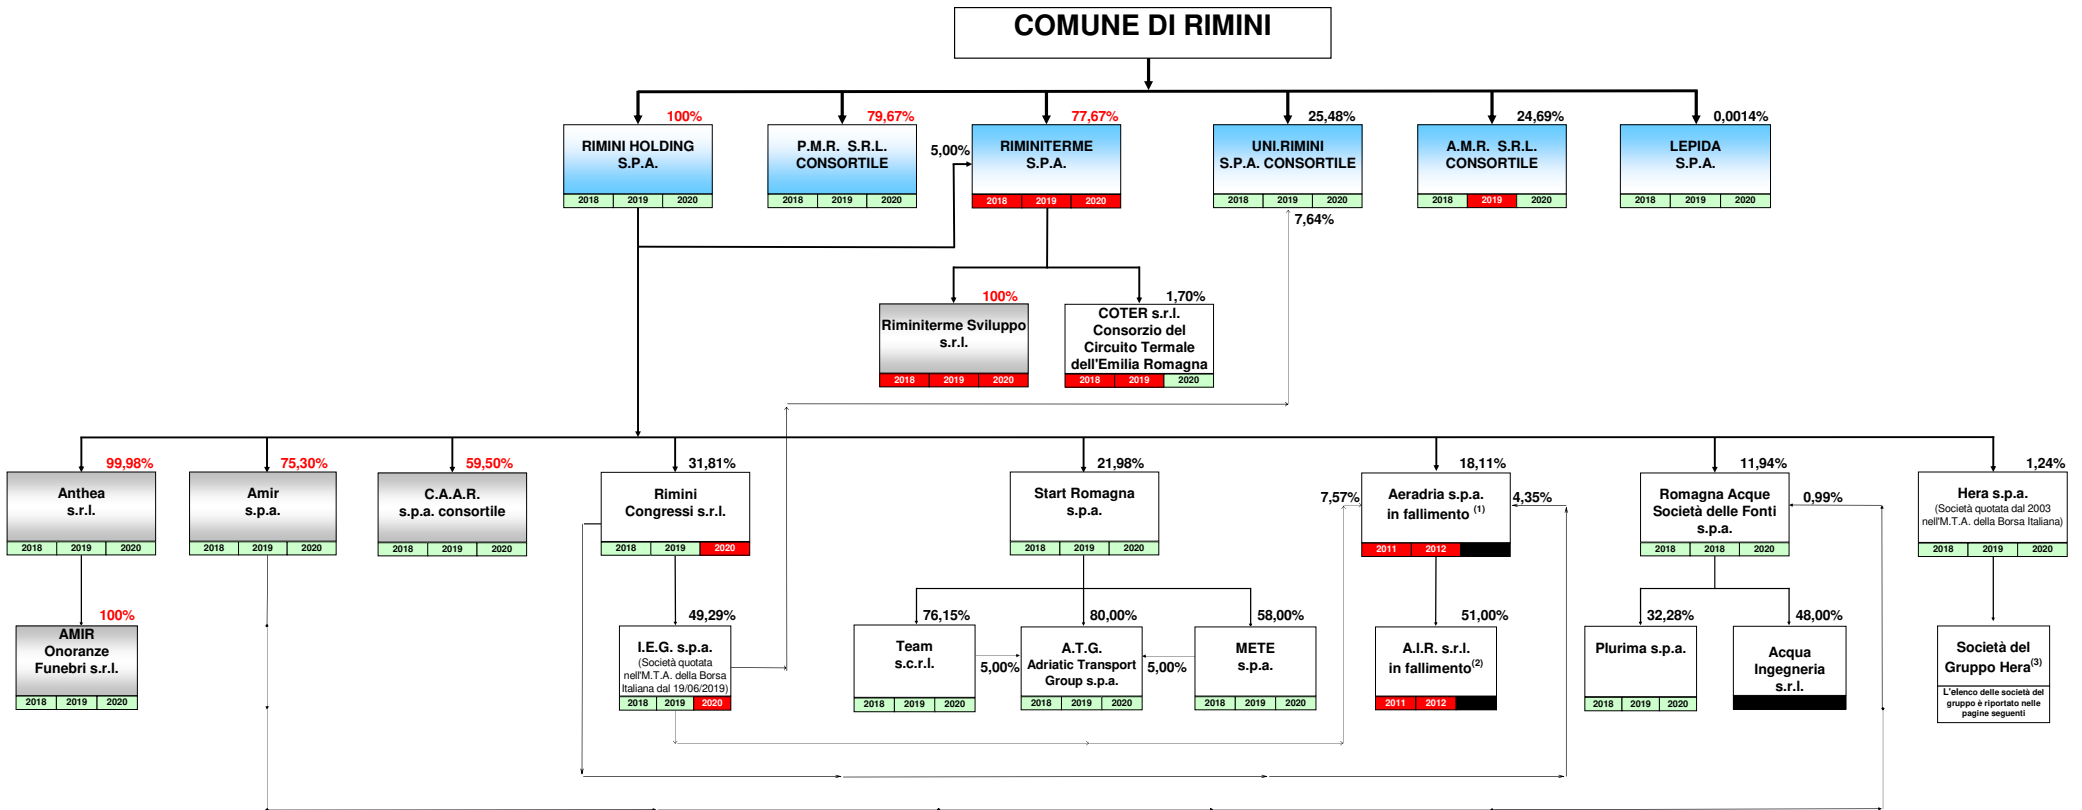 COMUNE DI RIMINI
100%
79,67%
77,67%
25,48%
24,69%
0,0014%
RIMINI HOLDING
S.P.A.
2018 2019 2020
P.M.R. S.R.L.
CONSORTILE
2018 2019 2020
5,00%
RIMINITERME
S.P.A.
2018 2019 2020
UNI.RIMINI
S.P.A. CONSORTILE
2018 2019 2020
7,64%
A.M.R. S.R.L.
CONSORTILE
2018 2019 2020
LEPIDA
S.P.A.
2018 2019 2020
100%
Riminiterme Sviluppo
s.r.l.
2018 2019 2020
1,70%
COTER s.r.l.
Consorzio del
Circuito Termale
dell'Emilia Romagna
2018 2019 2020
99,98%
Anthea
s.r.l.
2018 2019 2020
75,30%
Amir
s.p.a.
2018 2019 2020
59,50%
C.A.A.R.
s.p.a. consortile
2018 2019 2020
31,81%
Rimini
Congressi s.r.l.
2018 2019 2020
21,98%
Start Romagna
s.p.a.
2018 2019 2020
18,11%
7,57%
Aeradria s.p.a.
in fallimento (1)
4,35%
2011 2012
11,94%
Romagna Acque
Società delle Fonti
s.p.a.
0,99%
2018 2018 2020
1,24%
Hera s.p.a.
(Società quotata dal 2003
nell'M.T.A. della Borsa Italiana)
2018 2019 2020
100%
AMIR
Onoranze
Funebri s.r.l.
2018 2019 2020
49,29%
I.E.G. s.p.a.
(Società quotata
nell'M.T.A. della Borsa
Italiana dal 19/06/2019)
2018 2019 2020
76,15%
Team
s.c.r.l.
2018 2019 2020
5,00%
80,00%
A.T.G.
Adriatic Transport
Group s.p.a.
2018 2019 2020
5,00%
58,00%
METE
s.p.a.
2018 2019 2020
51,00%
A.I.R. s.r.l.
in fallimento(2)
2011 2012
32,28%
Plurima s.p.a.
2018 2019 2020
48,00%
Acqua
Ingegneria
s.r.l.
Società del
Gruppo Hera(3)
L'elenco delle società del
gruppo è riportato nelle
pagine seguenti